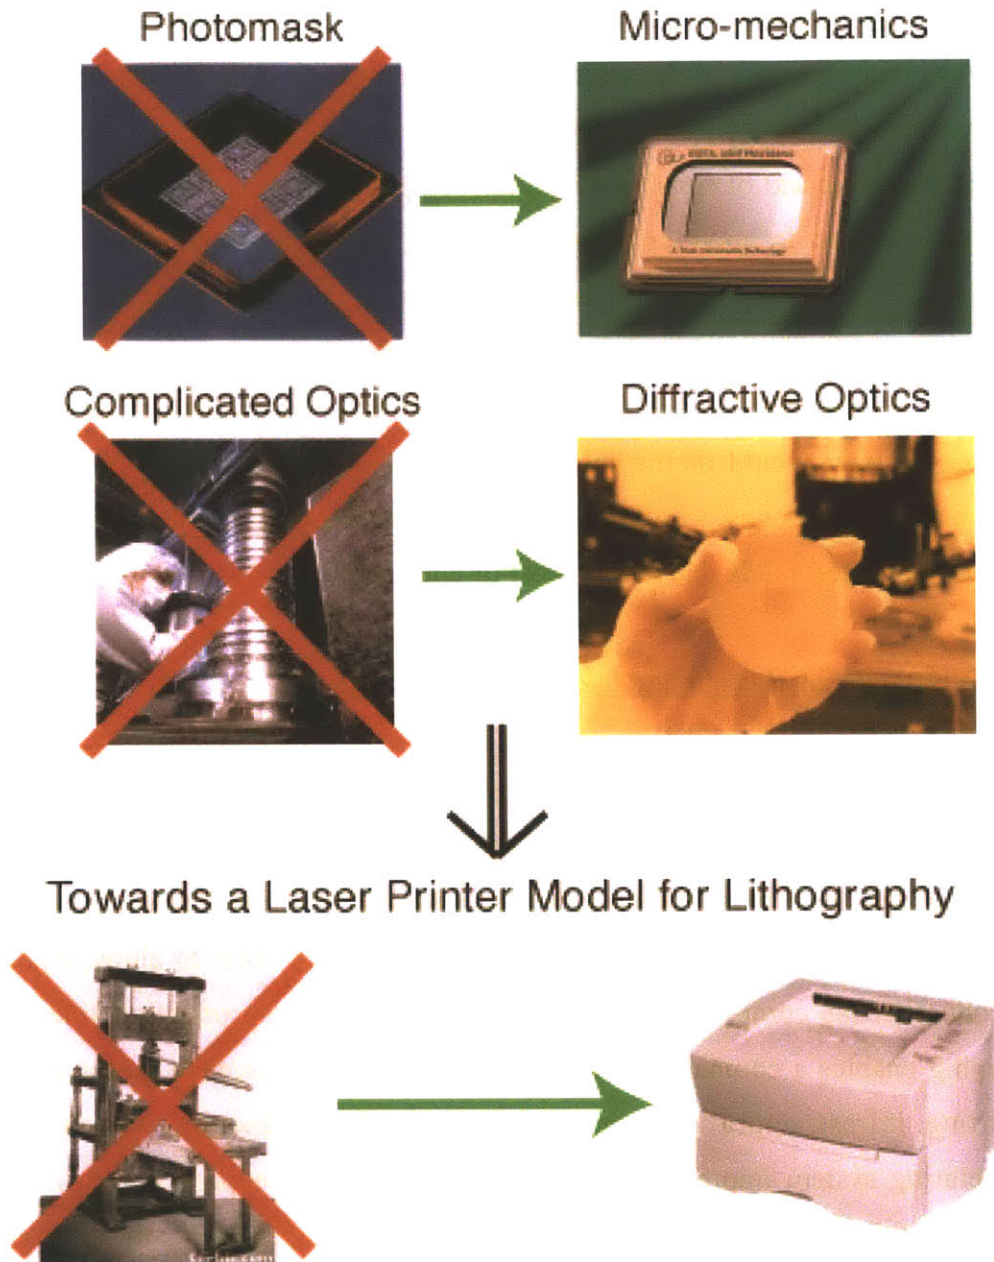 Photomask
Micro-mechanics
Complicated Optics
Diffractive Optics
Towards a Laser Printer Model for Lithography